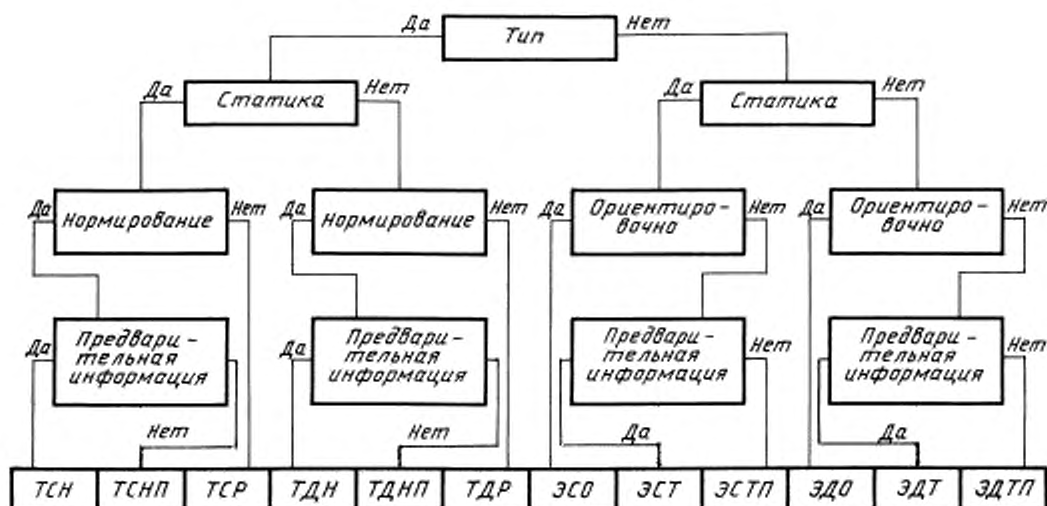 Да Тип Нет
Да Статика Нет Да Статика Нет
Да Нормирование Нет Да Нормирование Нет Да Ориентиро- Нет Да Ориентиро- Нет
вочно вочно
Предвари- Предвари- Предвари- Предвари-
Да тельная Да тельная тельная Нет тельная Нет
информация информация информация информация
Нет Нет Да Да
ТСН ТСНП ТСР ТДН ТДНП ТДР ЭСО ЭСТ ЭСТП ЭДО ЭДТ ЭДТП